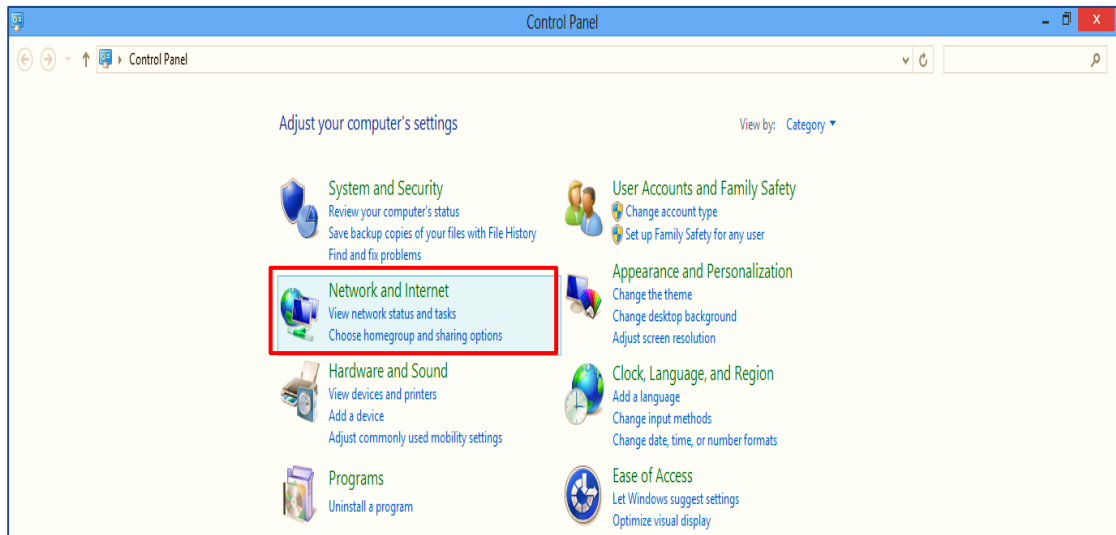 Control Panel
Control Panel
Adjust your computer's settings
View by: Category
System and Security
Review your computer's status
Save backup copies of your files with File History
Find and fix problems
Network and Internet
View network status and tasks
Choose homegroup and sharing options
Hardware and Sound
View devices and printers
Add a device
Adjust commonly used mobility settings
Programs
Uninstall a program
User Accounts and Family Safety
Change account type
Set up Family Safety for any user
Appearance and Personalization
Change the theme
Change desktop background
Adjust screen resolution
Clock, Language, and Region
Add a language
Change input methods
Change date, time, or number formats
Ease of Access
Let Windows suggest settings
Optimize visual display